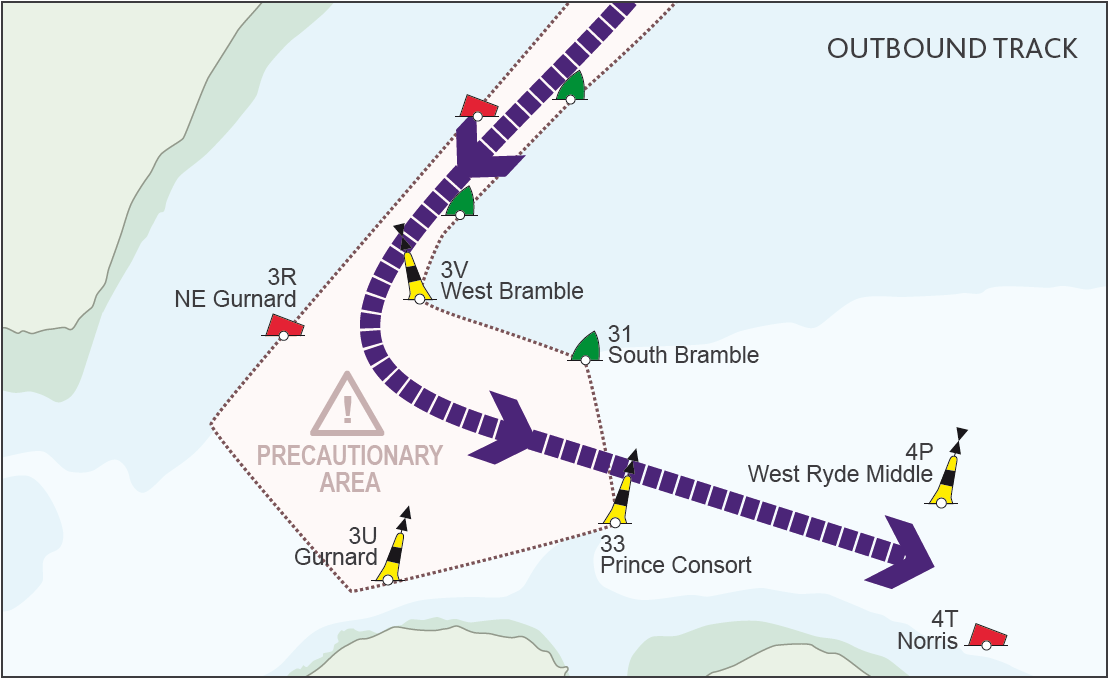 OUTBOUND TRACK
3R
NE Gurnard
3V
West Bramble
31
South Bramble
!
PRECAUTIONARY
AREA
4P
West Ryde Middle
3U
Gurnard
33
Prince Consort
4T
Norris